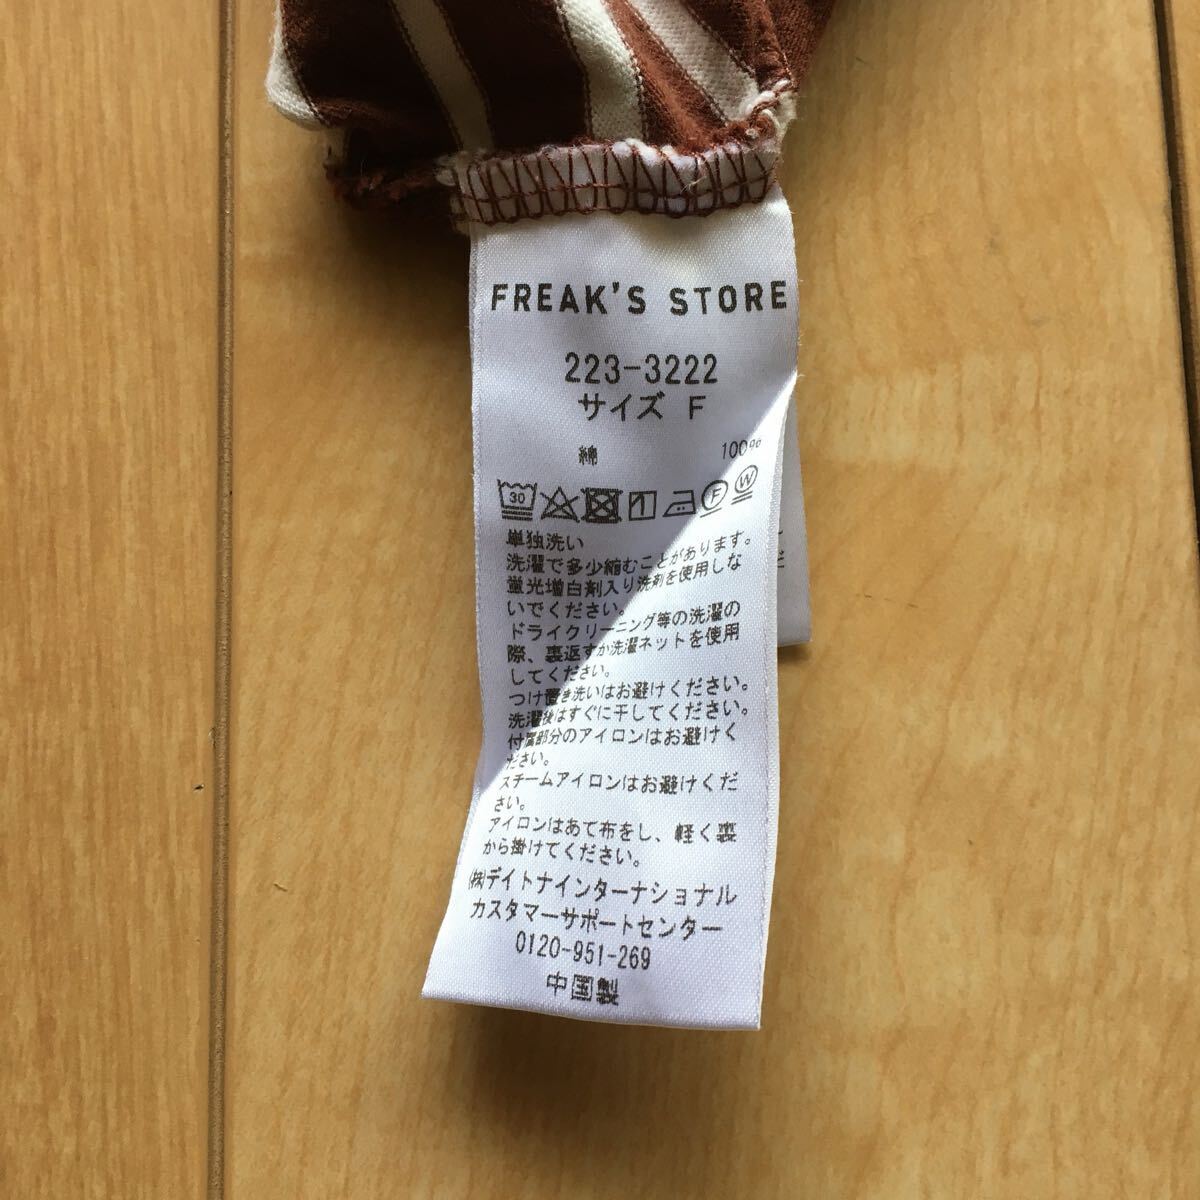 FREAK'S STORE
223-3222
サイズ F
綿 100%
30 F W
単独洗い
洗濯で多少縮むことがあります。
蛍光増白剤入り洗剤を使用しな
いでください。
ドライクリーニング等の洗濯の
際、裏返すか洗濯ネットを使用
してください。
つけ置き洗いはお避けください。
洗濯後はすぐに干してください。
付属部分のアイロンはお避けく
ださい。
スチームアイロンはお避けくだ
さい。
アイロンはあて布をし、軽く裏
から掛けてください。
㈱デイトナインターナショナル
カスタマーサポートセンター
0120-951-269
中国製